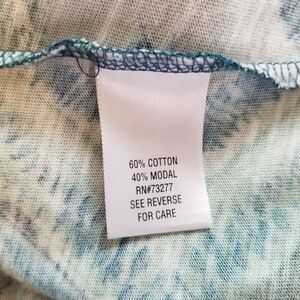 60% COTTON
40% MODAL
RN#73277
SEE REVERSE
FOR CARE